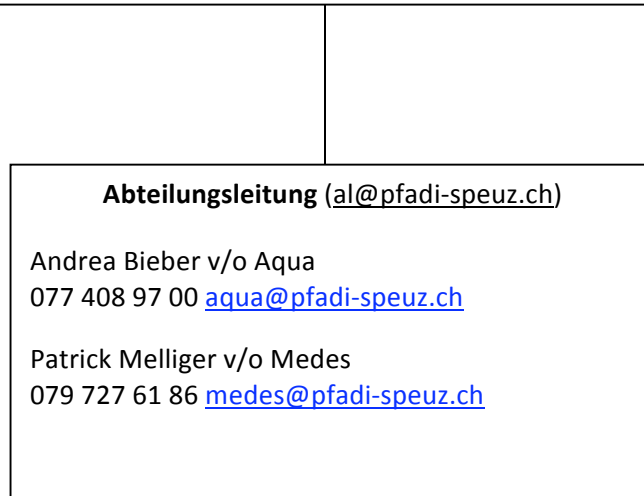 Abteilungsleitung (al@pfadi-speuz.ch)
Andrea Bieber v/o Aqua
077 408 97 00 aqua@pfadi-speuz.ch
Patrick Melliger v/o Medes
079 727 61 86 medes@pfadi-speuz.ch